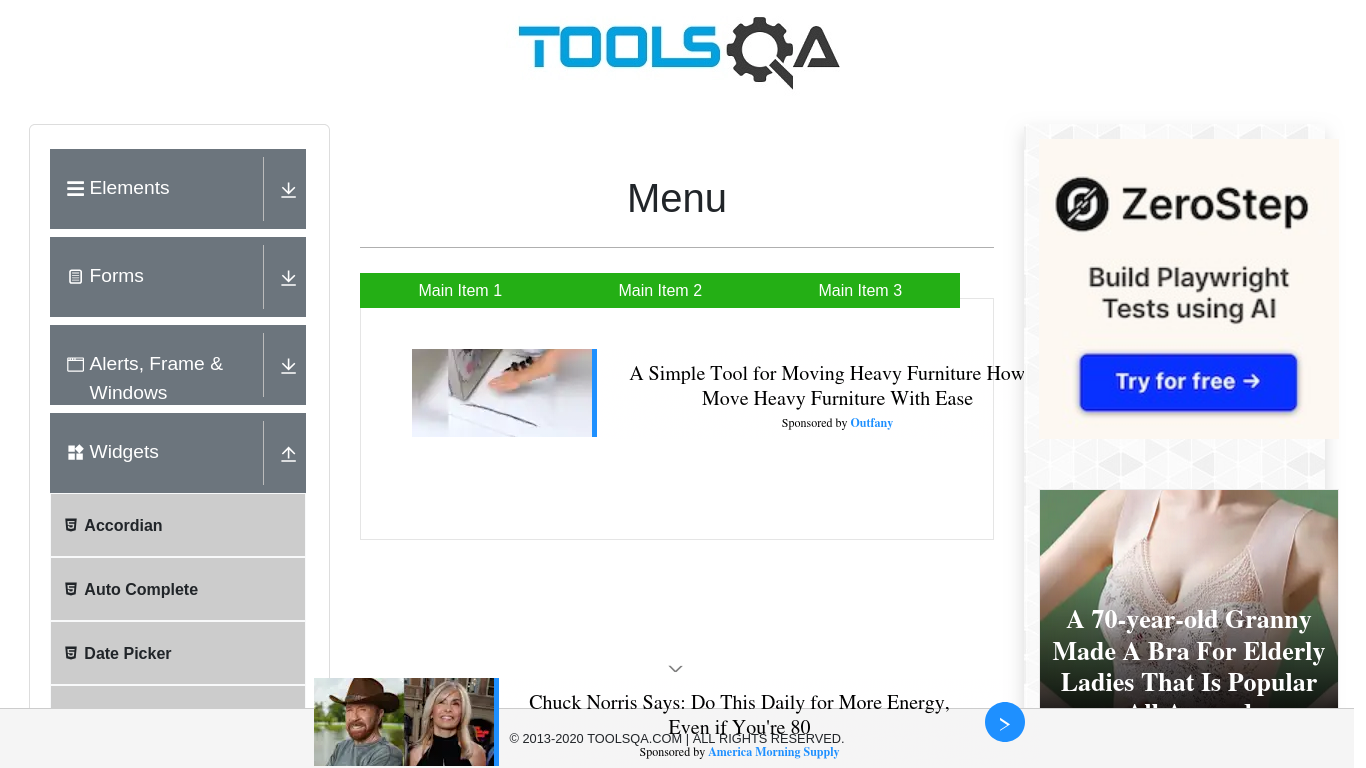 TOOLSQA
Elements
Forms
Alerts, Frame &
Windows
Widgets
Accordian
Auto Complete
Date Picker
Menu
Main Item 1
Main Item 2
Main Item 3
A Simple Tool for Moving Heavy Furniture How
Move Heavy Furniture With Ease
Sponsored by Outfany
ZeroStep
Build Playwright
Tests using AI
Try for free →
A 70-year-old Granny
Made A Bra For Elderly
Ladies That Is Popular
Chuck Norris Says: Do This Daily for More Energy,
Even if You're 80
© 2013-2020 TOOLSQA.COM | ALL RIGHTS RESERVED.
Sponsored by America Morning Supply